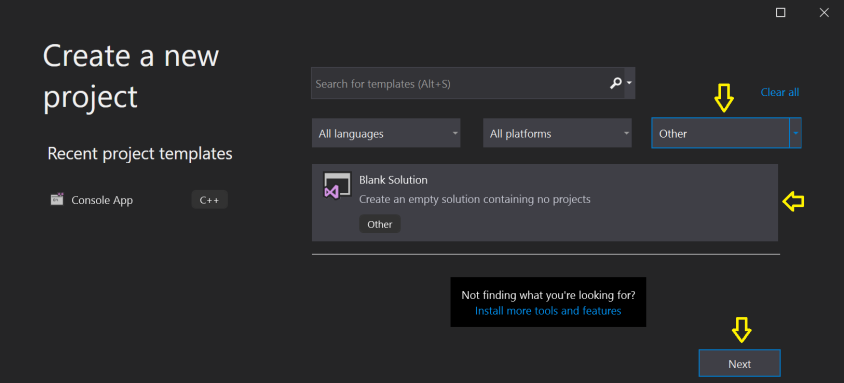 Create a new
project
Search for templates (Alt+S)
Clear all
All languages
All platforms
Other
Recent project templates
Console App
C++
Blank Solution
Create an empty solution containing no projects
Other
Not finding what you're looking for?
Install more tools and features
Next